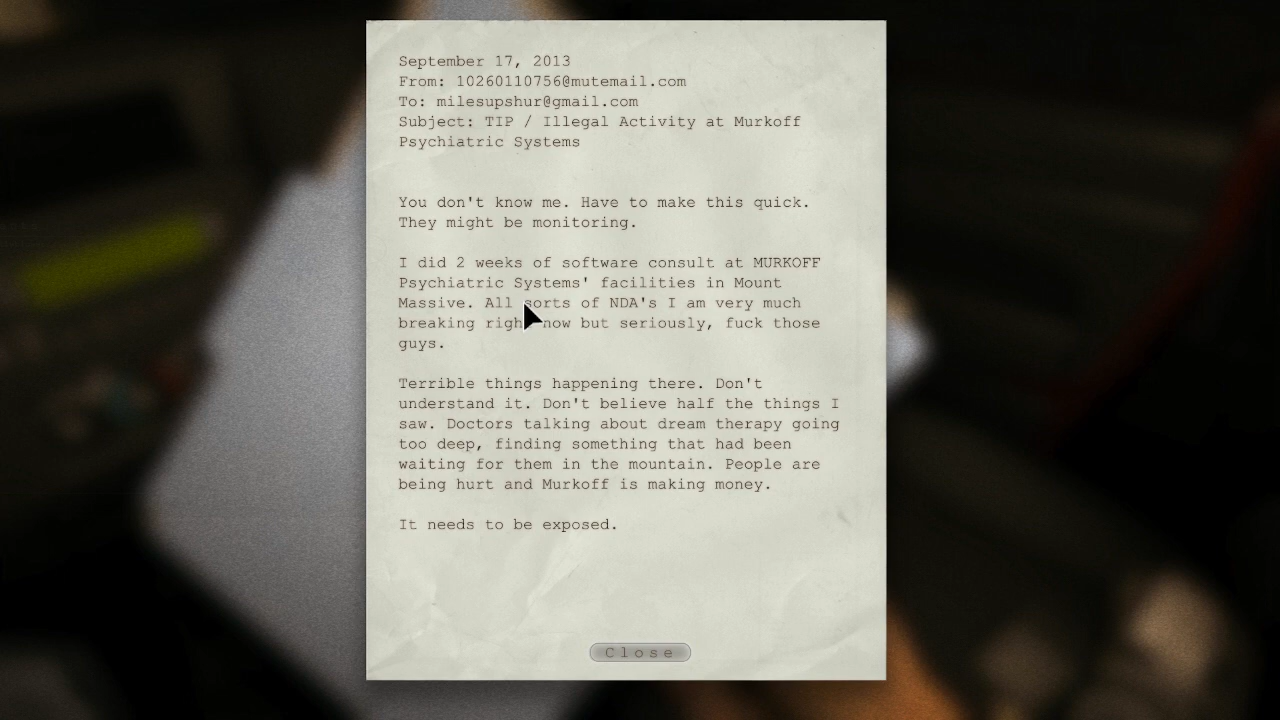 September 17, 2013
From: 10260110756@mutemail.com
To: milesupshur@gmail.com
Subject: TIP / Illegal Activity at Murkoff
Psychiatric Systems
You don't know me. Have to make this quick.
They might be monitoring.
I did 2 weeks of software consult at MURKOFF
Psychiatric Systems' facilities in Mount
Massive. All sorts of NDA's I am very much
breaking right now but seriously, fuck those
guys.
Terrible things happening there. Don't
understand it. Don't believe half the things I
saw. Doctors talking about dream therapy going
too deep, finding something that had been
waiting for them in the mountain. People are
being hurt and Murkoff is making money.
It needs to be exposed.
Close